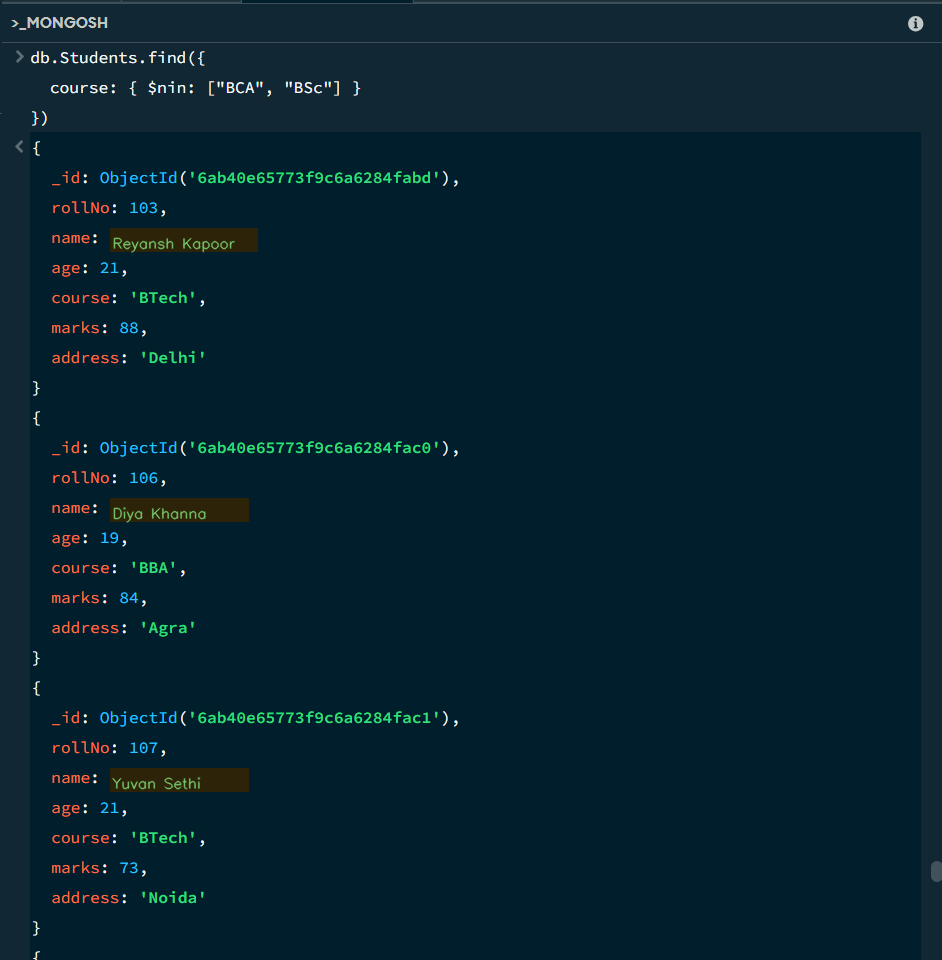 >_MONGOSH
> db.Students.find({
course: { $nin: ["BCA", "BSc"] }
})
< {
_id: ObjectId('6ab40e65773f9c6a6284fabd'),
rollNo: 103,
name: Reyansh Kapoor
age: 21,
course: 'BTech',
marks: 88,
address: 'Delhi'
}
{
_id: ObjectId('6ab40e65773f9c6a6284fac0'),
rollNo: 106,
name: Diya Khanna
age: 19,
course: 'BBA',
marks: 84,
address: 'Agra'
}
{
_id: ObjectId('6ab40e65773f9c6a6284fac1'),
rollNo: 107,
name: Yuvan Sethi
age: 21,
course: 'BTech',
marks: 73,
address: 'Noida'
}
{